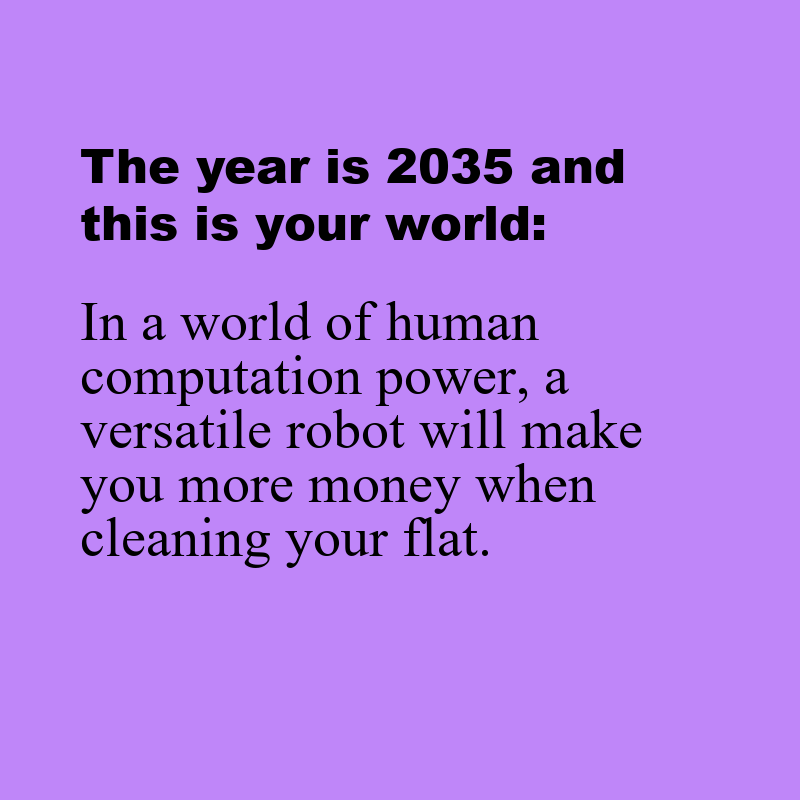 The year is 2035 and
this is your world:
In a world of human
computation power, a
versatile robot will make
you more money when
cleaning your flat.